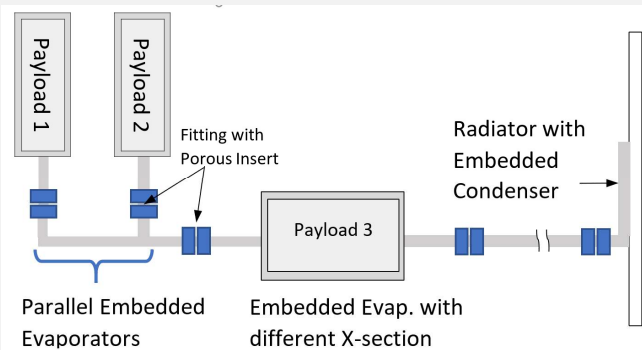 Payload 1
Payload 2
Fitting with
Porous Insert
Radiator with
Embedded
Condenser
Payload 3
Parallel Embedded
Evaporators
Embedded Evap. with
different X-section